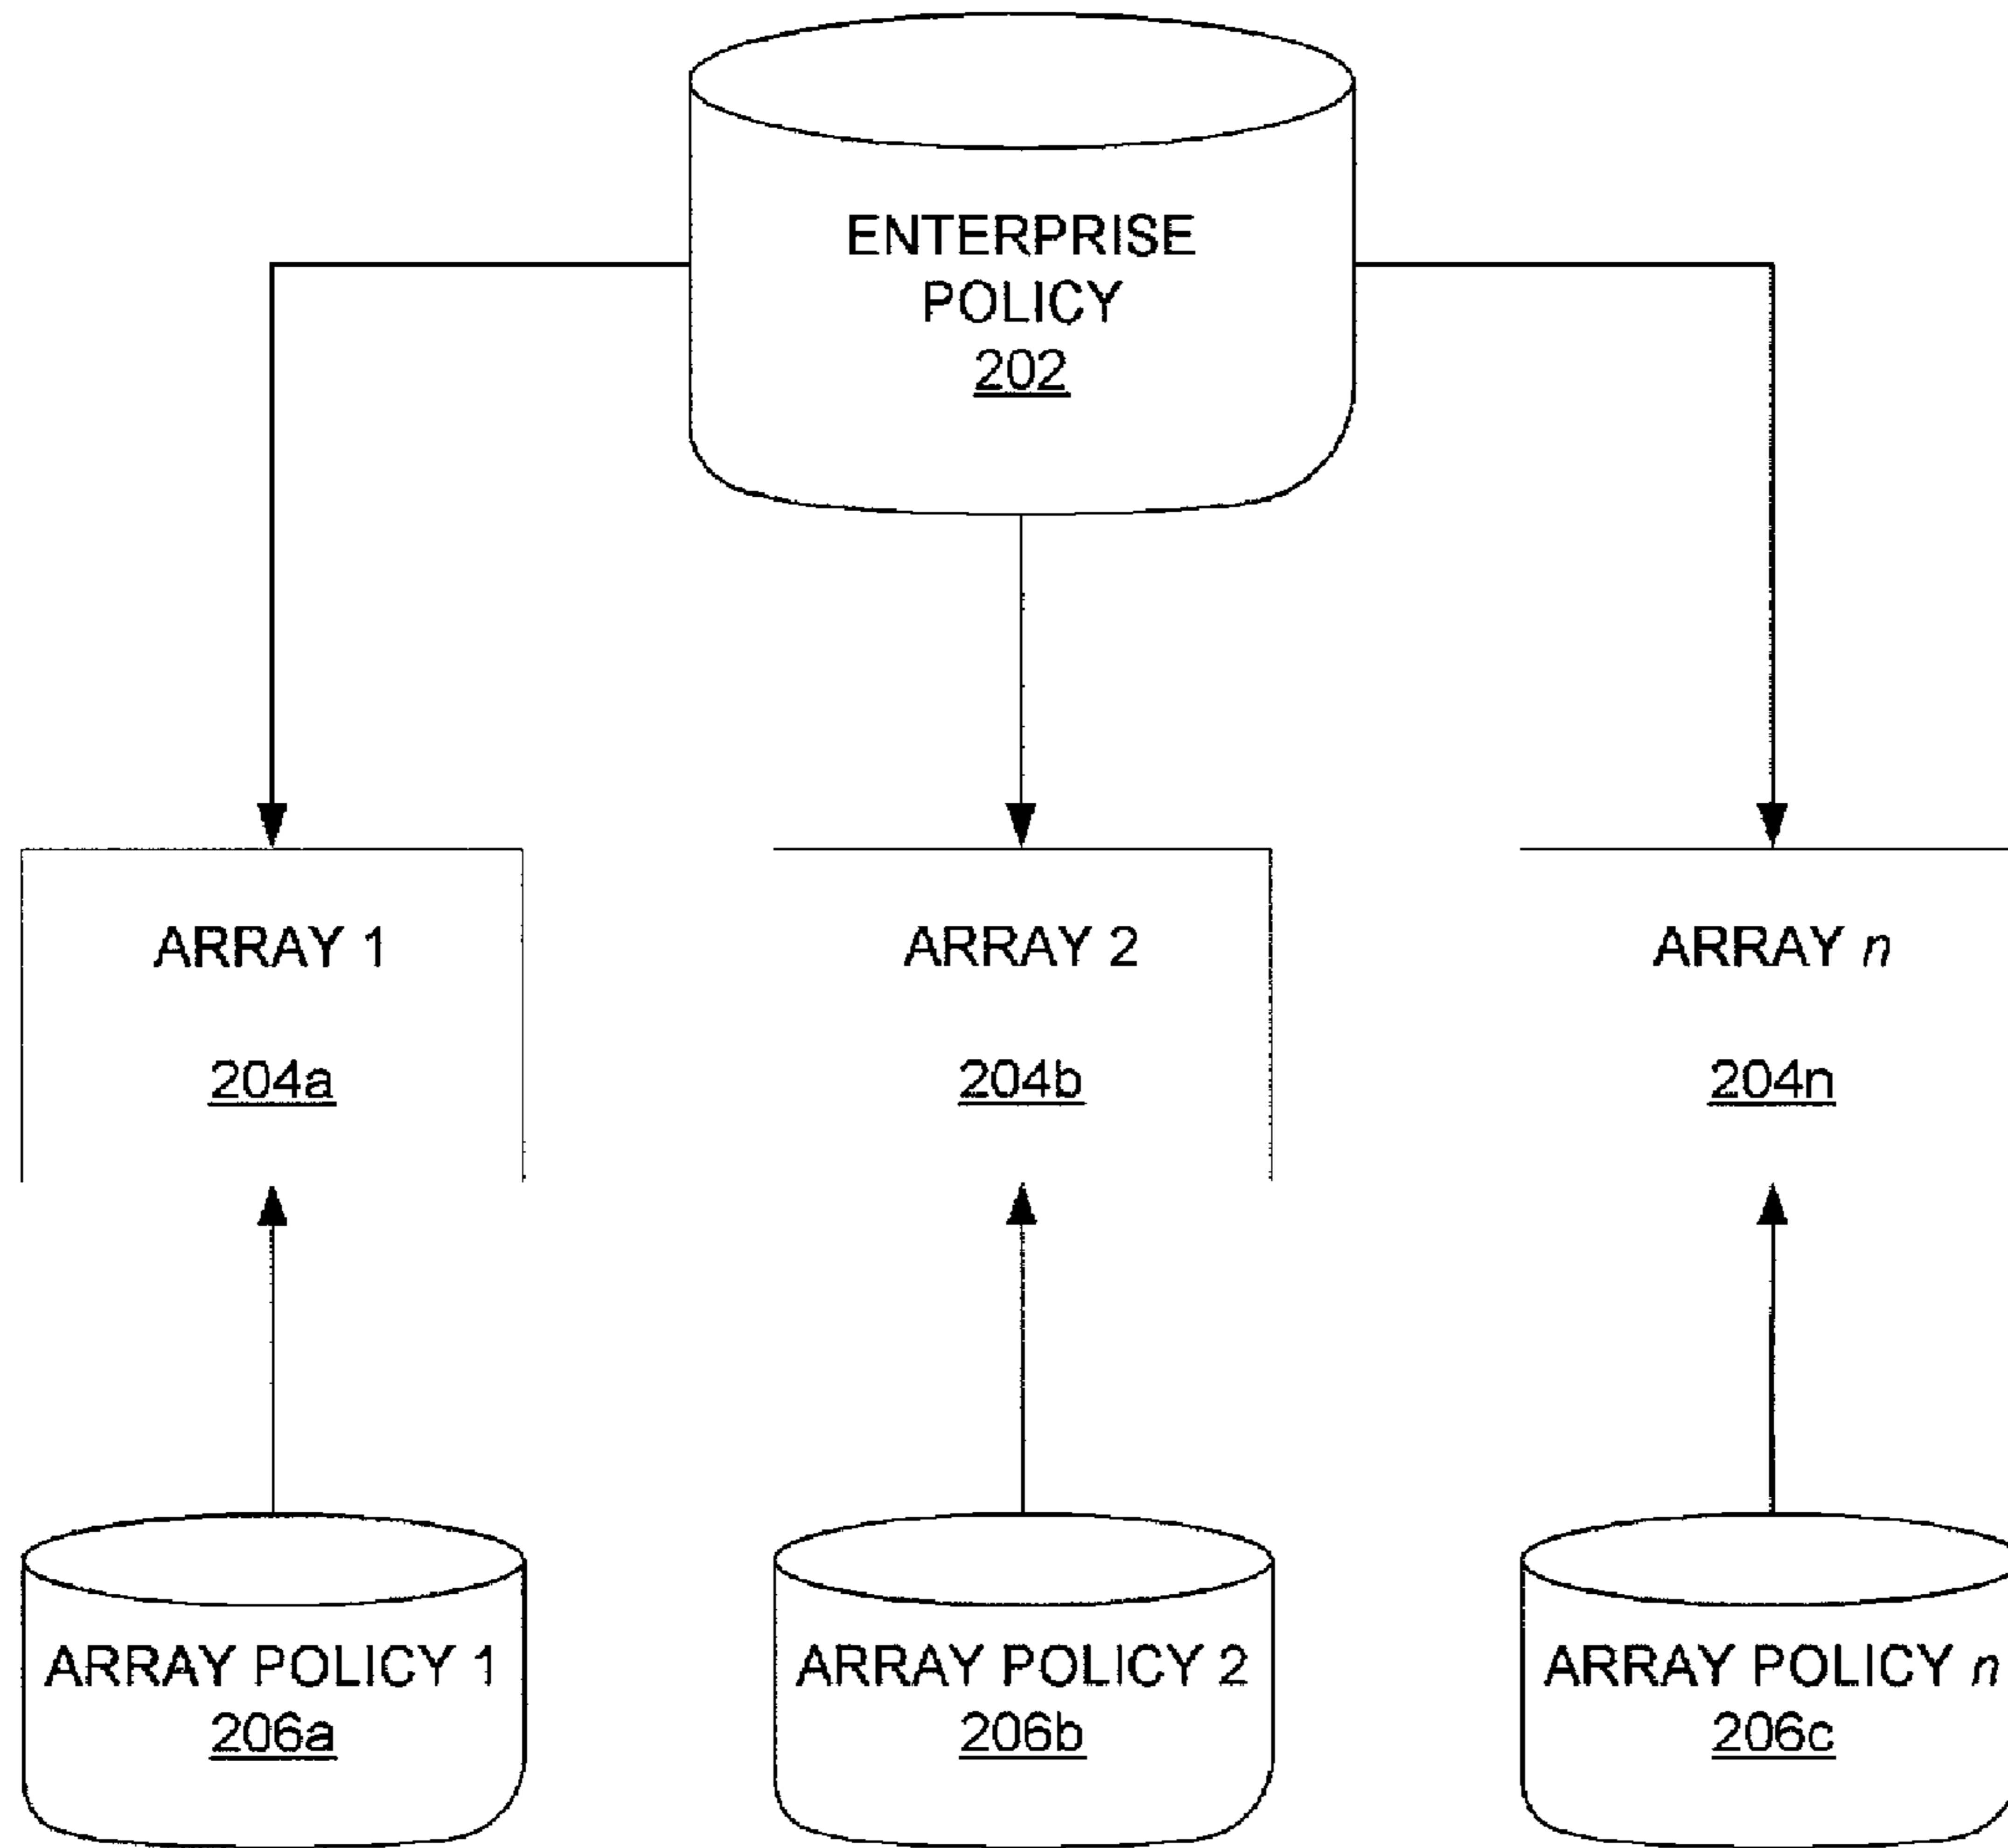 ENTERPRISE
POLICY
202
ARRAY 1
204a
ARRAY 2
204b
ARRAY n
204n
ARRAY POLICY 1
206a
ARRAY POLICY 2
206b
ARRAY POLICY n
206c